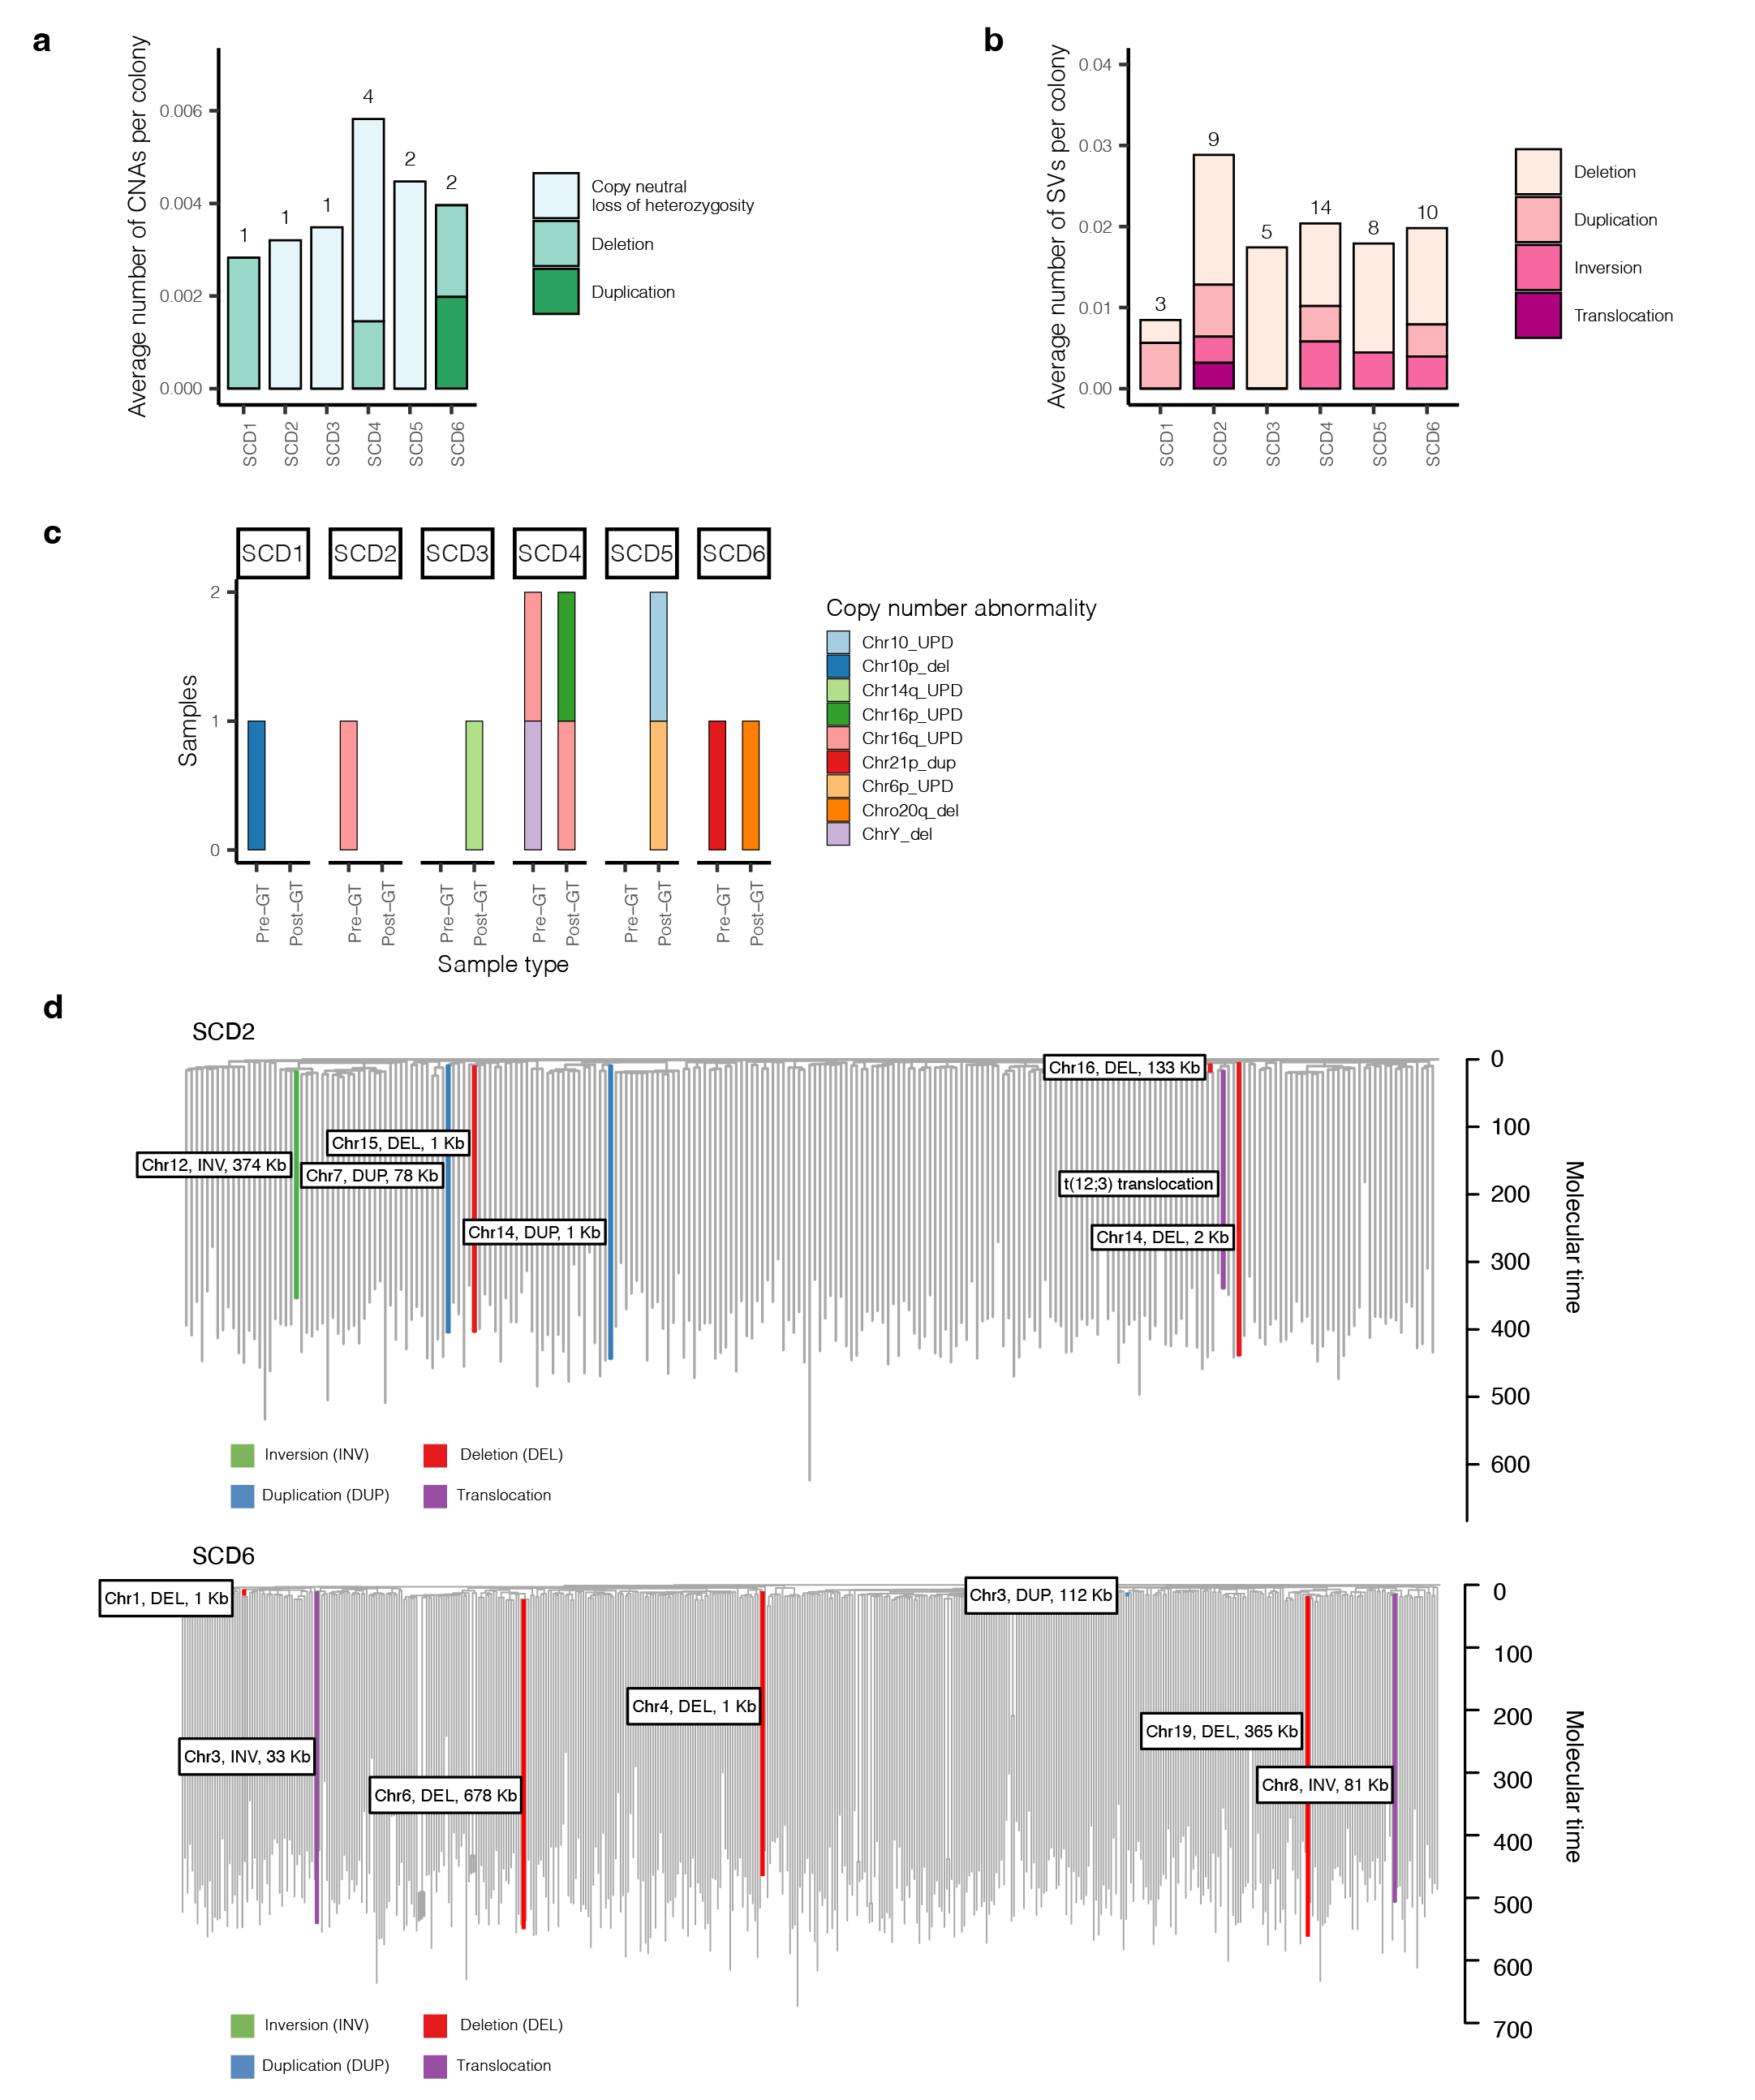 a
Average number of CNAs per colony
0.006
0.004
0.002
0.000
1
1
1
4
2
2
SCD1
SCD2
SCD3
SCD4
SCD5
SCD6
Copy neutral
loss of heterozygosity
Deletion
Duplication
b
Average number of SVs per colony
0.04
0.03
0.02
0.01
0.00
3
9
5
14
8
10
SCD1
SCD2
SCD3
SCD4
SCD5
SCD6
Deletion
Duplication
Inversion
Translocation
c
SCD1
SCD2
SCD3
SCD4
SCD5
SCD6
Samples
2
1
0
Pre–GT
Post–GT
Pre–GT
Post–GT
Pre–GT
Post–GT
Pre–GT
Post–GT
Pre–GT
Post–GT
Pre–GT
Post–GT
Sample type
Copy number abnormality
Chr10_UPD
Chr10p_del
Chr14q_UPD
Chr16p_UPD
Chr16q_UPD
Chr21p_dup
Chr6p_UPD
Chro20q_del
ChrY_del
d
SCD2
Chr16, DEL, 133 Kb
Chr15, DEL, 1 Kb
Chr12, INV, 374 Kb
Chr7, DUP, 78 Kb
t(12;3) translocation
Chr14, DUP, 1 Kb
Chr14, DEL, 2 Kb
0
100
200
300
400
500
600
Molecular time
Inversion (INV)
Deletion (DEL)
Duplication (DUP)
Translocation
SCD6
Chr1, DEL, 1 Kb
Chr3, DUP, 112 Kb
Chr4, DEL, 1 Kb
Chr19, DEL, 365 Kb
Chr3, INV, 33 Kb
Chr8, INV, 81 Kb
Chr6, DEL, 678 Kb
0
100
200
300
400
500
600
700
Molecular time
Inversion (INV)
Deletion (DEL)
Duplication (DUP)
Translocation